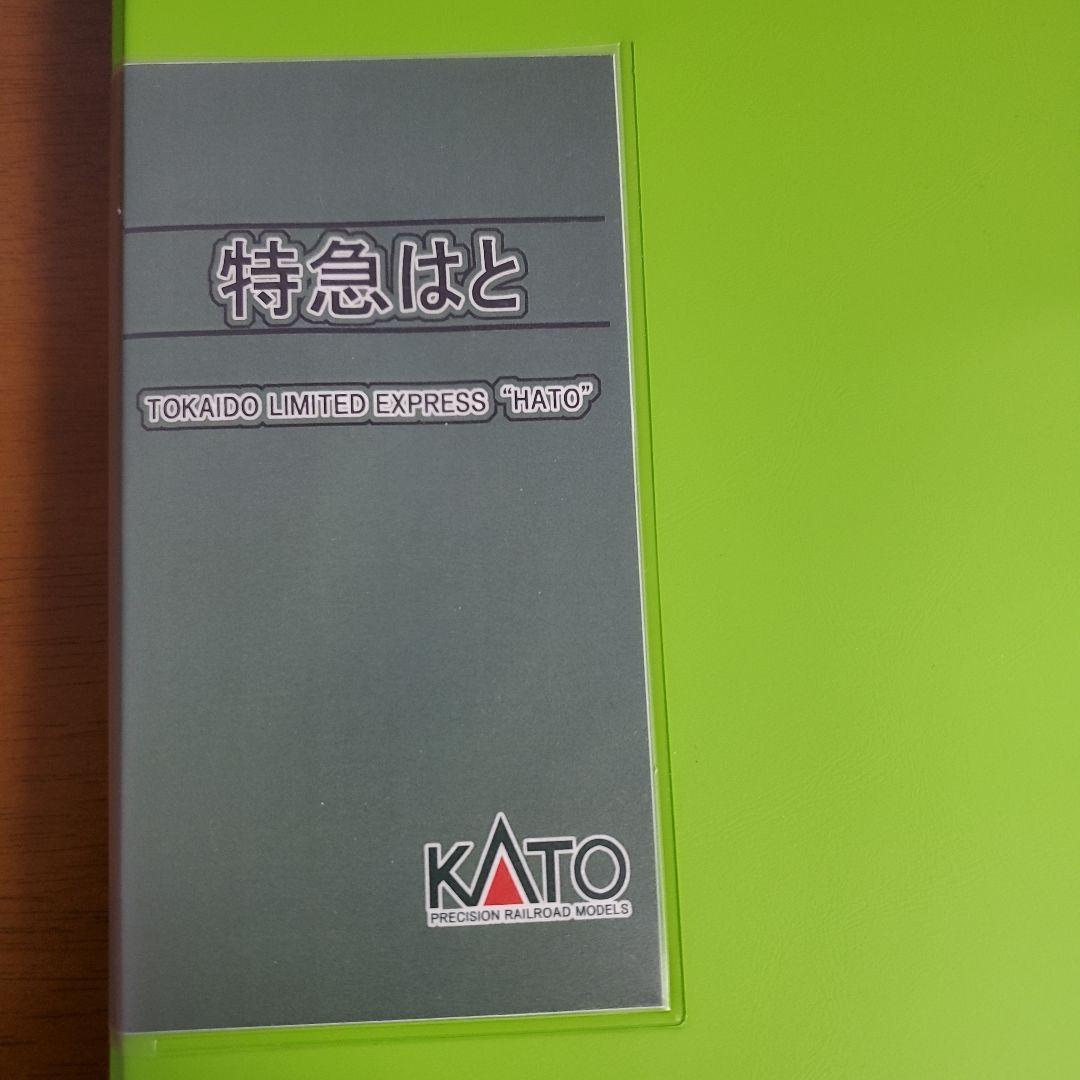 特急はと
TOKAIDO LIMITED EXPRESS “HATO”
KATO
PRECISION RAILROAD MODELS